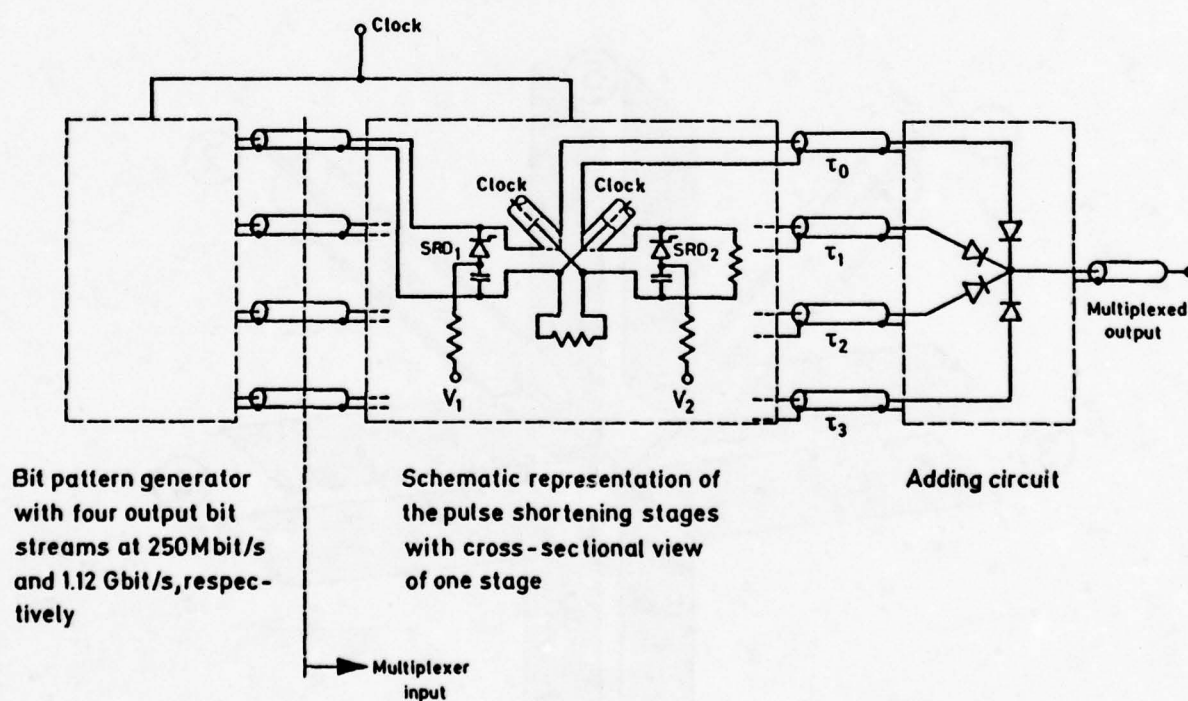 Clock
Clock
Clock
SRD1
SRD2
V1
V2
τ0
τ1
τ2
τ3
Multiplexed
output
Bit pattern generator
with four output bit
streams at 250Mbit/s
and 1.12 Gbit/s, respec-
tively
Schematic representation of
the pulse shortening stages
with cross-sectional view
of one stage
Adding circuit
Multiplexer
input